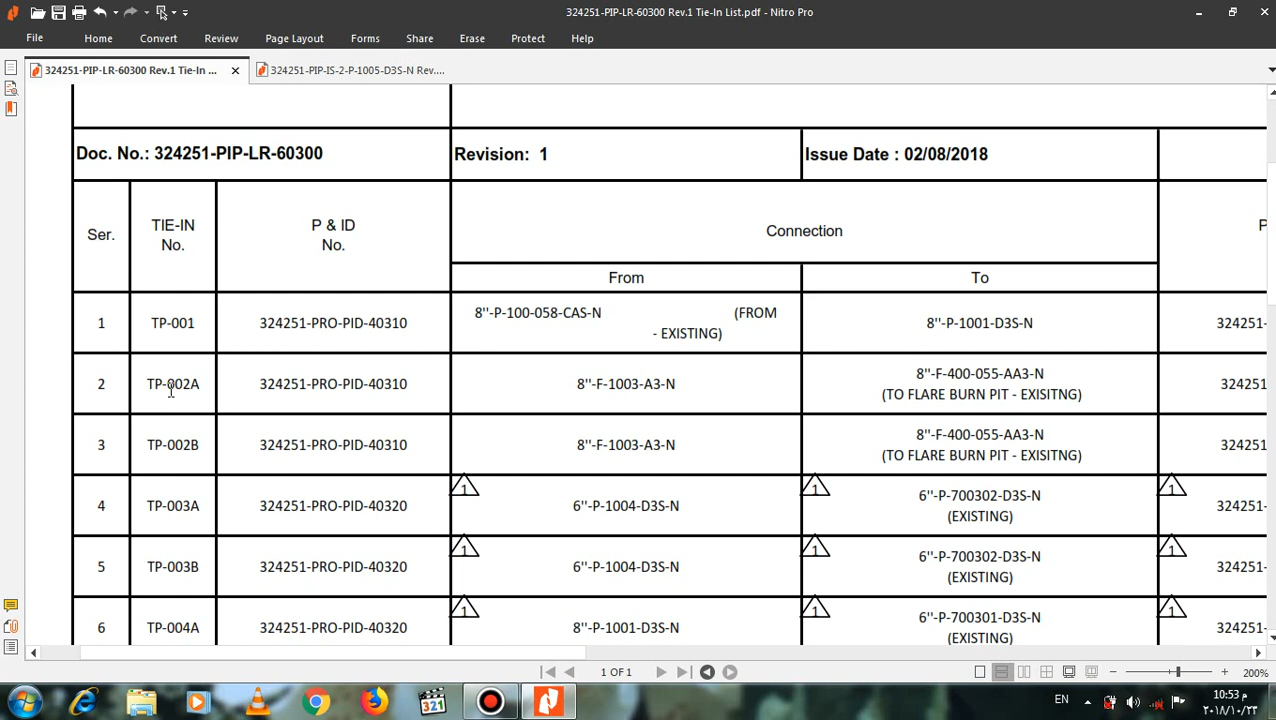 324251-PIP-LR-60300 Rev.1 Tie-In List.pdf - Nitro Pro
File Home Convert Review Page Layout Forms Share Erase Protect Help
324251-PIP-LR-60300 Rev.1 Tie-In ... 324251-PIP-IS-2-P-1005-D3S-N Rev....
Doc. No.: 324251-PIP-LR-60300 Revision: 1 Issue Date : 02/08/2018
Ser.
TIE-IN
No.
P & ID
No.
Connection
P
From To
1 TP-001 324251-PRO-PID-40310 8''-P-100-058-CAS-N (FROM
- EXISTING) 8''-P-1001-D3S-N 324251-
2 TP-002A 324251-PRO-PID-40310 8''-F-1003-A3-N 8''-F-400-055-AA3-N
(TO FLARE BURN PIT - EXISITNG) 324251
3 TP-002B 324251-PRO-PID-40310 8''-F-1003-A3-N 8''-F-400-055-AA3-N
(TO FLARE BURN PIT - EXISITNG) 324251
1 1 1
4 TP-003A 324251-PRO-PID-40320 6''-P-1004-D3S-N 6''-P-700302-D3S-N
(EXISTING) 324251-
1 1 1
5 TP-003B 324251-PRO-PID-40320 6''-P-1004-D3S-N 6''-P-700302-D3S-N
(EXISTING) 324251-
1 1 1
6 TP-004A 324251-PRO-PID-40320 8''-P-1001-D3S-N 6''-P-700301-D3S-N
(EXISTING) 324251-
1 OF 1 200%
321 EN م 10:53
٢٠١٨/١٠/٢٣